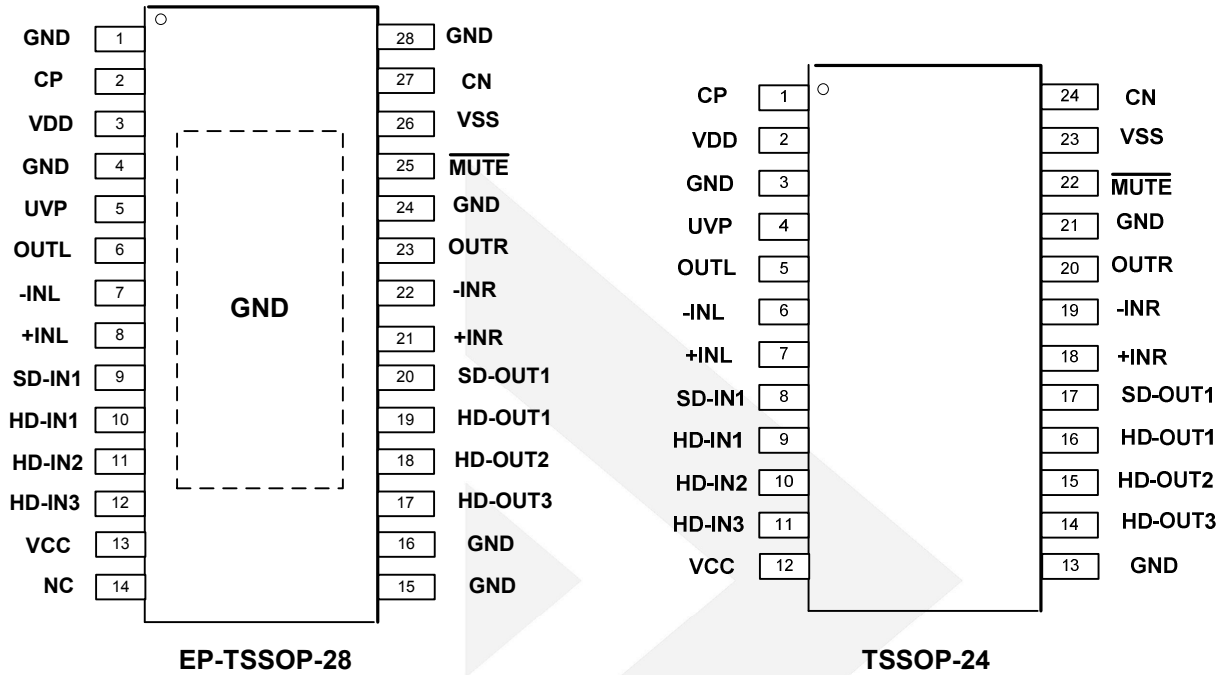 GND 1 28 GND
CP 2 27 CN
VDD 3 26 VSS
GND 4 25 MUTE
UVP 5 24 GND
OUTL 6 23 OUTR
-INL 7 22 -INR
+INL 8 21 +INR
SD-IN1 9 20 SD-OUT1
HD-IN1 10 19 HD-OUT1
HD-IN2 11 18 HD-OUT2
HD-IN3 12 17 HD-OUT3
VCC 13 16 GND
NC 14 15 GND
GND
EP-TSSOP-28
CP 1 24 CN
VDD 2 23 VSS
GND 3 22 MUTE
UVP 4 21 GND
OUTL 5 20 OUTR
-INL 6 19 -INR
+INL 7 18 +INR
SD-IN1 8 17 SD-OUT1
HD-IN1 9 16 HD-OUT1
HD-IN2 10 15 HD-OUT2
HD-IN3 11 14 HD-OUT3
VCC 12 13 GND
TSSOP-24